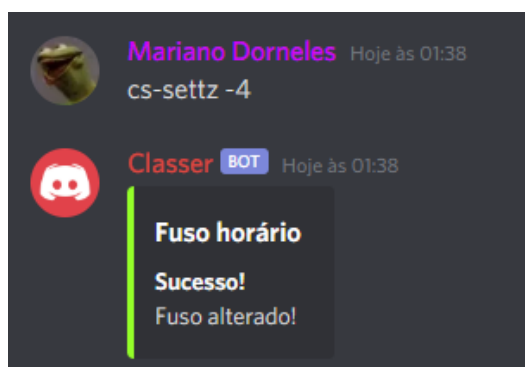 Mariano Dorneles Hoje às 01:38
cs-settz -4
Classer BOT Hoje às 01:38
Fuso horário
Sucesso!
Fuso alterado!